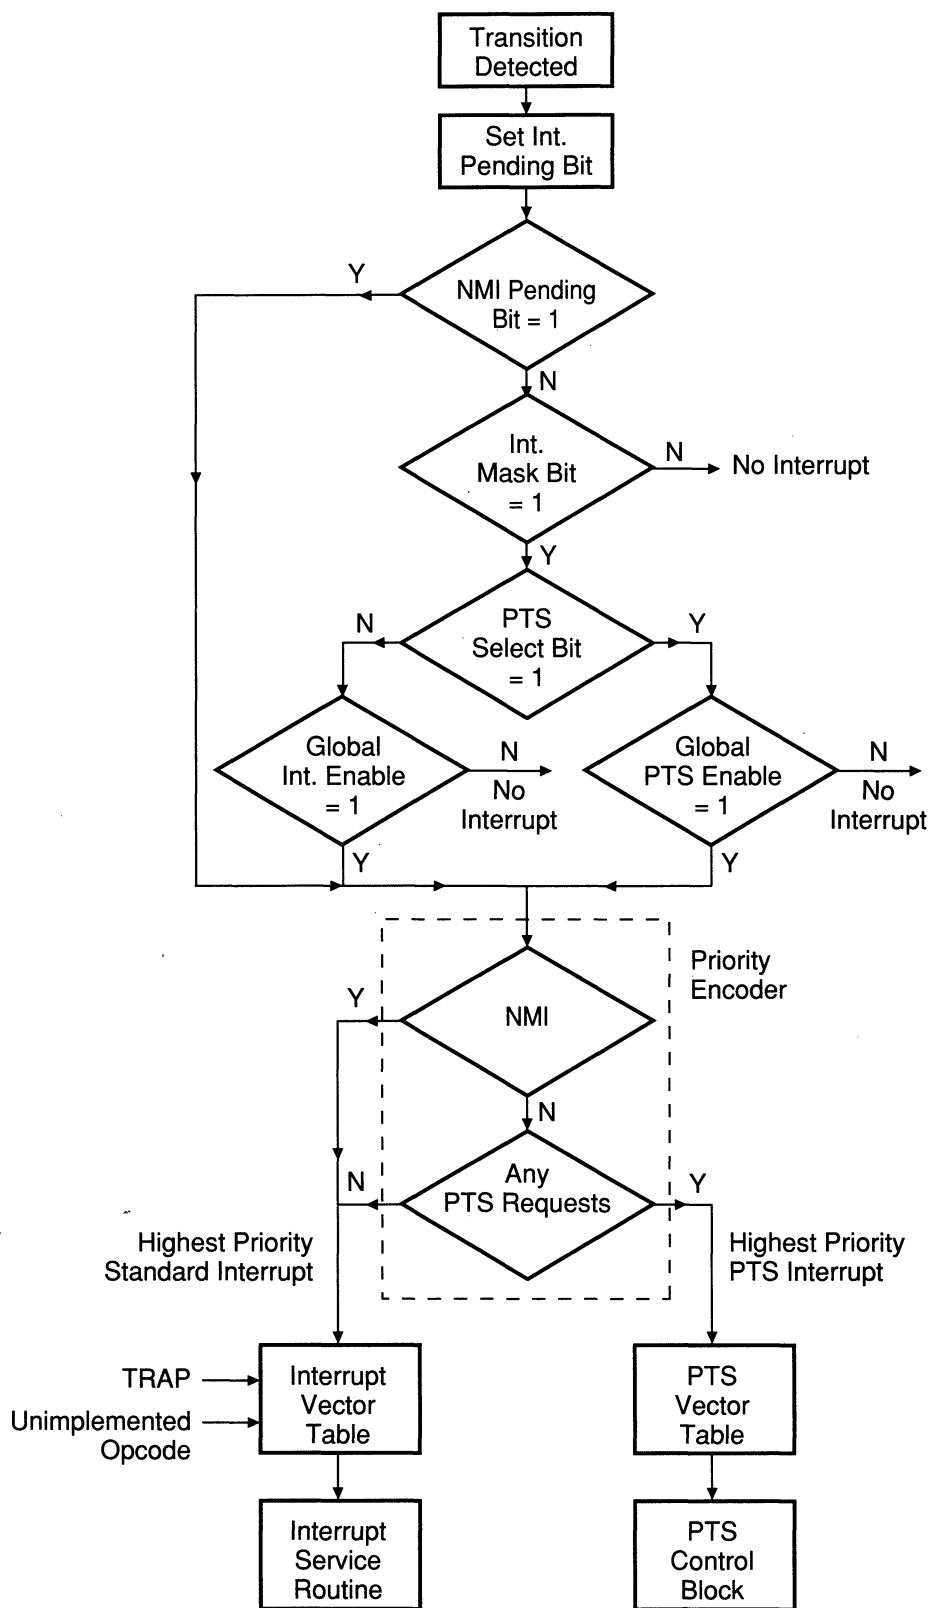 Transition
Detected
Set Int.
Pending Bit
Y
NMI Pending
Bit = 1
N
Int.
Mask Bit
= 1
N
No Interrupt
Y
N
PTS
Select Bit
= 1
Y
Global
Int. Enable
= 1
N
No
Interrupt
Global
PTS Enable
= 1
N
No
Interrupt
Y
Y
Priority
Encoder
Y
NMI
N
N
Any
PTS Requests
Y
Highest Priority
Standard Interrupt
Highest Priority
PTS Interrupt
TRAP
Unimplemented
Opcode
Interrupt
Vector
Table
PTS
Vector
Table
Interrupt
Service
Routine
PTS
Control
Block